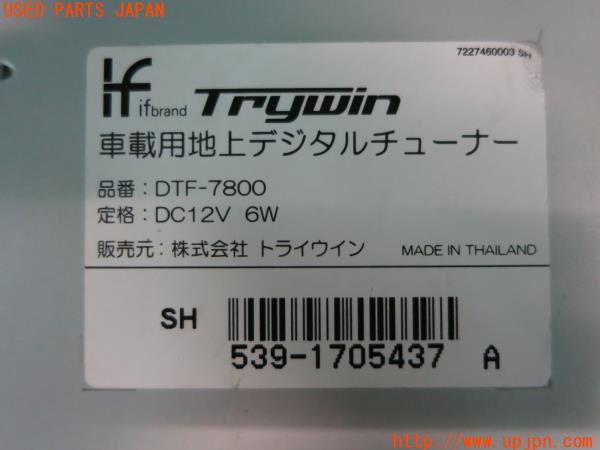 USED PARTS JAPAN
7227460003 SH
ifbrand Trywin
車載用地上デジタルチューナー
品番：DTF-7800
定格：DC12V 6W
販売元：株式会社 トライウイン MADE IN THAILAND
SH
539-1705437 A
http://www.upjpn.com/